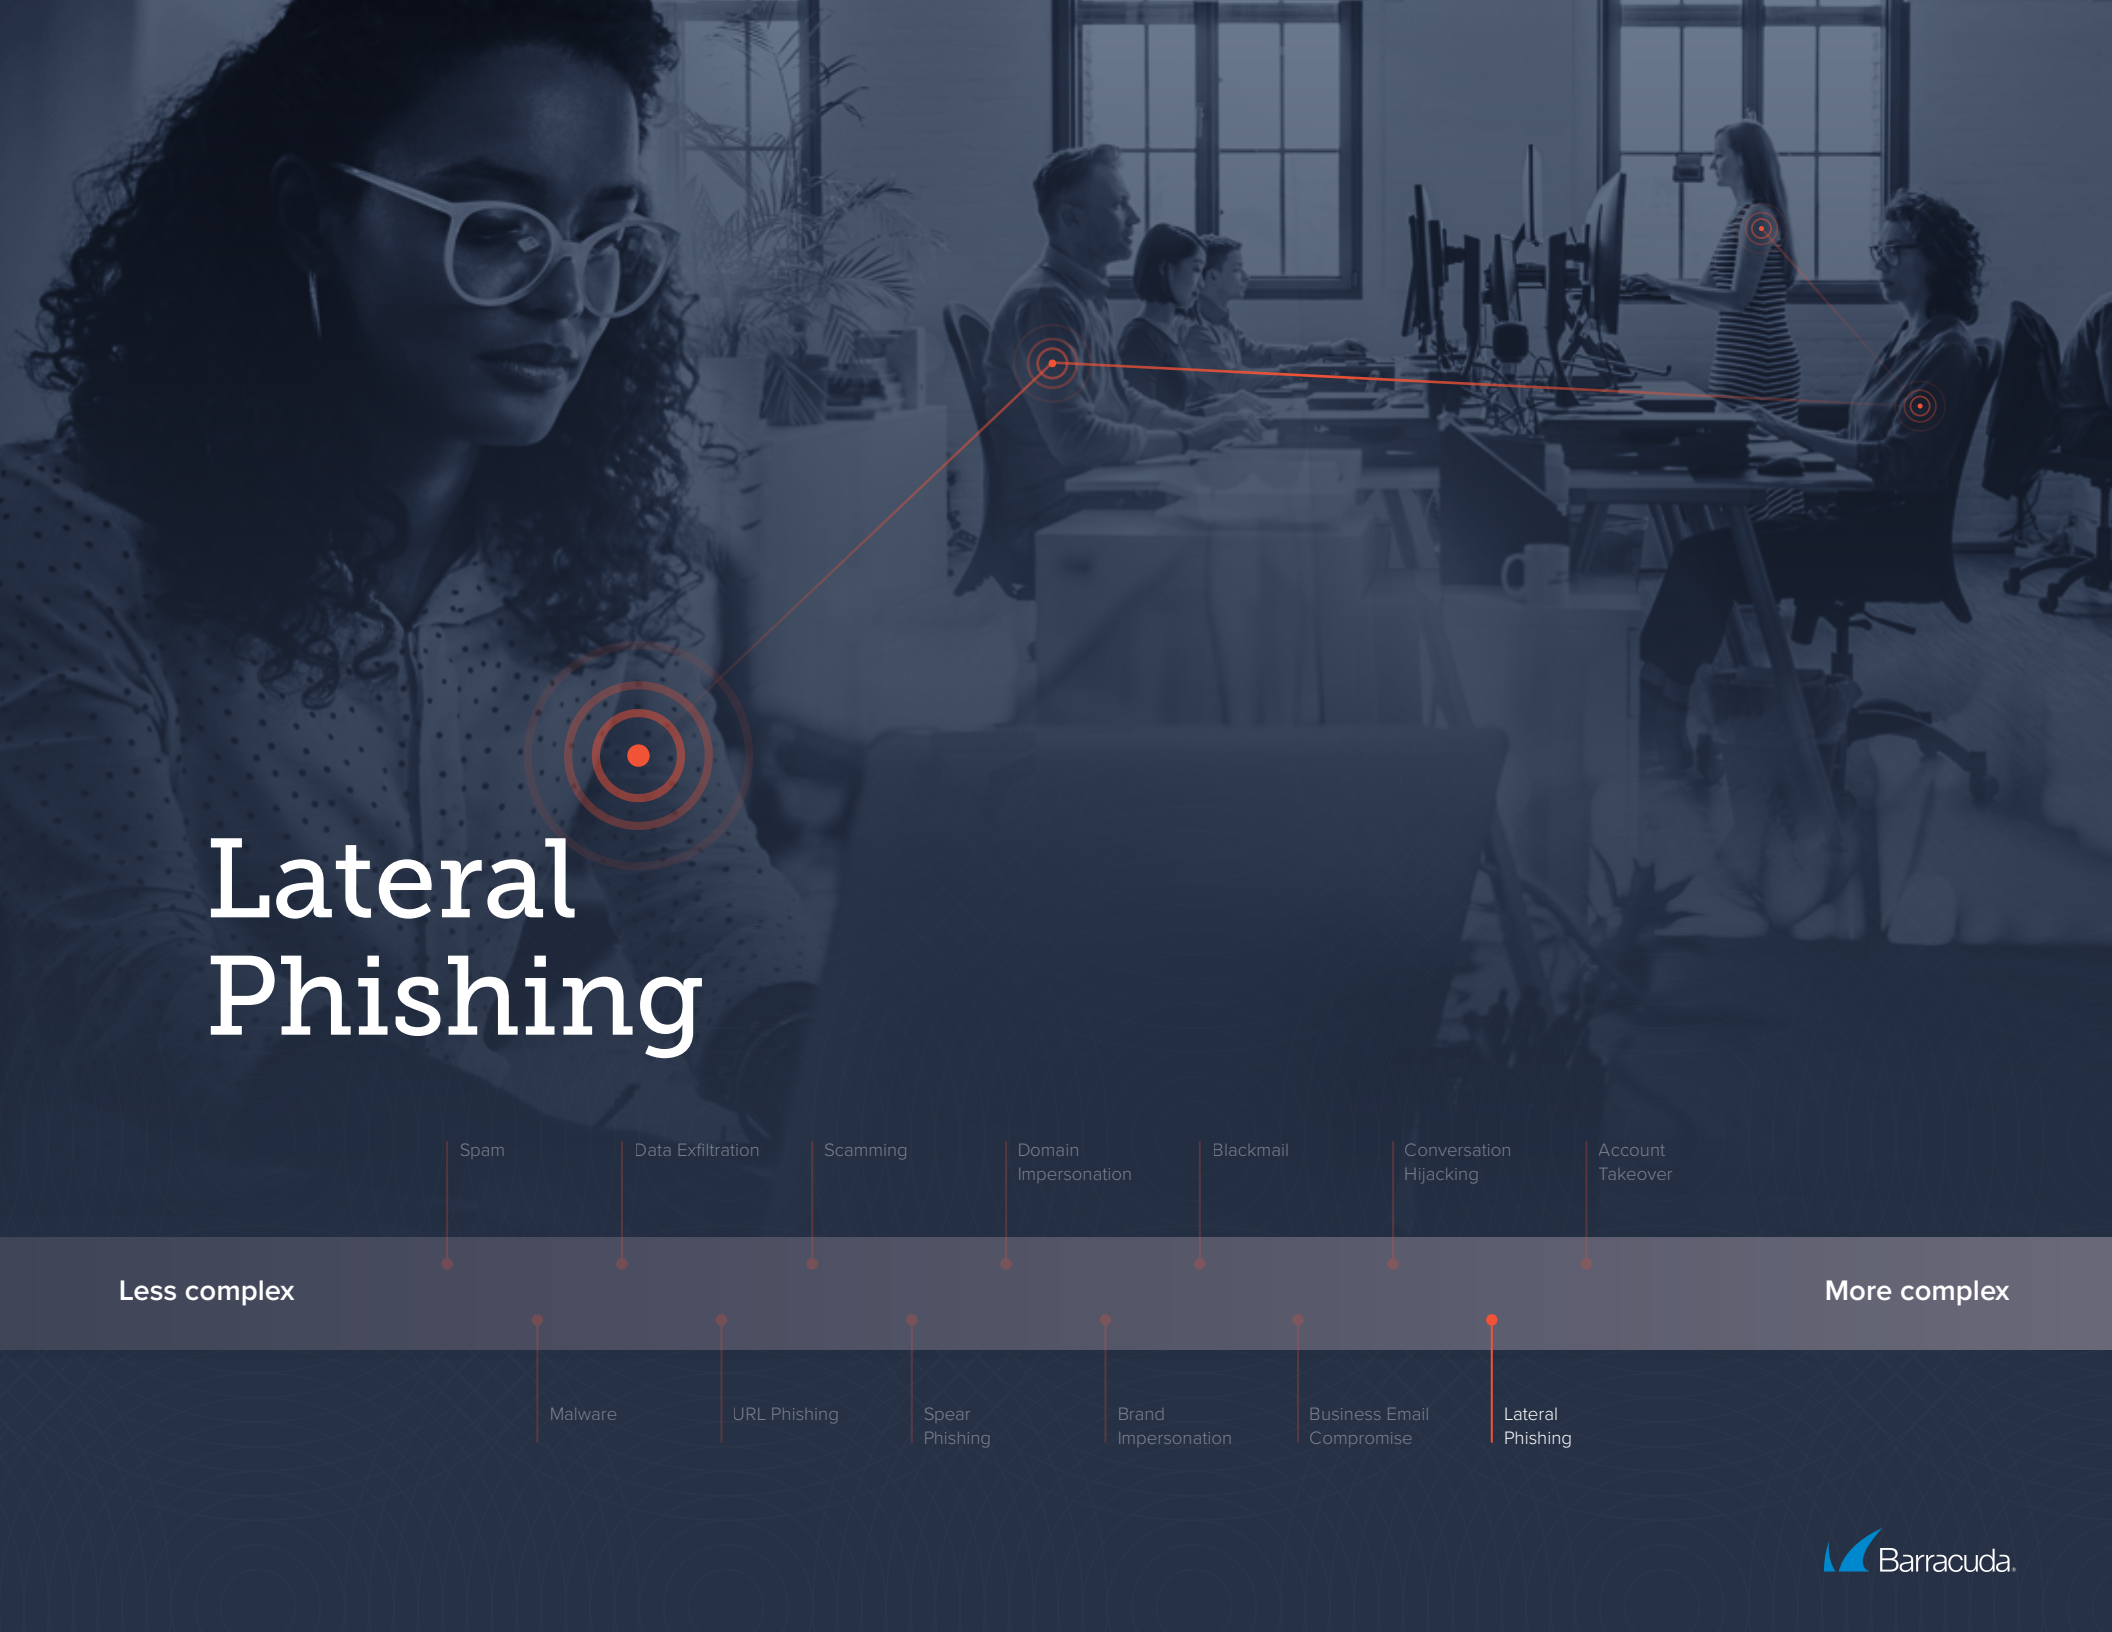 Lateral
Phishing
Spam
Data Exfiltration
Scamming
Domain
Impersonation
Blackmail
Conversation
Hijacking
Account
Takeover
Less complex
More complex
Malware
URL Phishing
Spear
Phishing
Brand
Impersonation
Business Email
Compromise
Lateral
Phishing
Barracuda